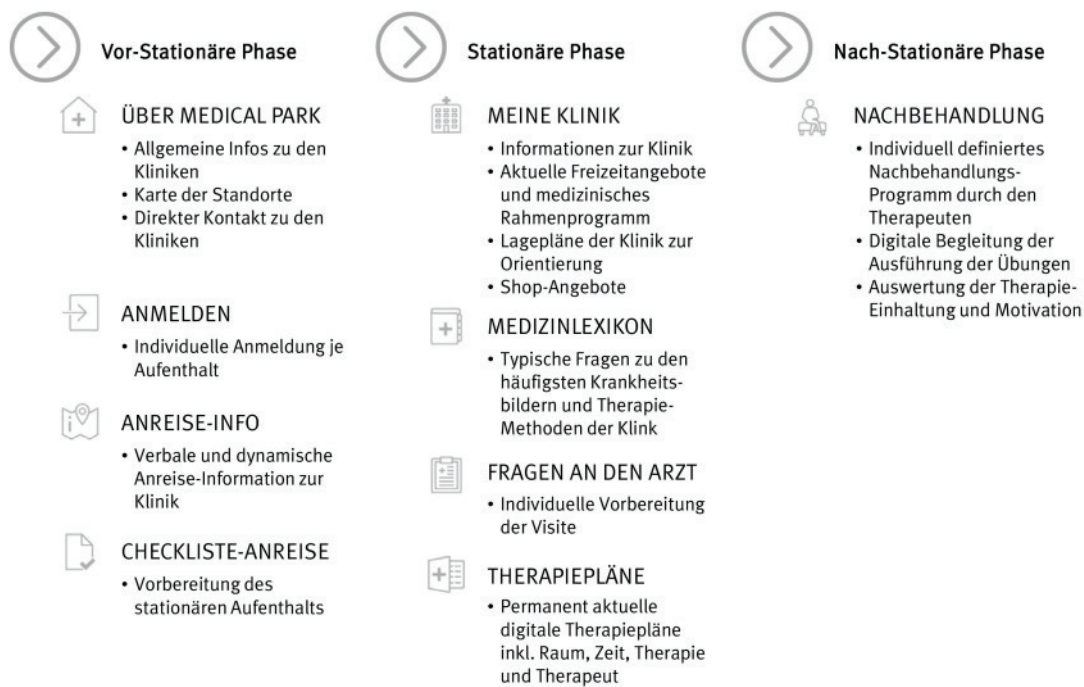 Vor-Stationäre Phase
ÜBER MEDICAL PARK
• Allgemeine Infos zu den
Kliniken
• Karte der Standorte
• Direkter Kontakt zu den
Kliniken
ANMELDEN
• Individuelle Anmeldung je
Aufenthalt
ANREISE-INFO
• Verbale und dynamische
Anreise-Information zur
Klinik
CHECKLISTE-ANREISE
• Vorbereitung des
stationären Aufenthalts
Stationäre Phase
MEINE KLINIK
• Informationen zur Klinik
• Aktuelle Freizeitangebote
und medizinisches
Rahmenprogramm
• Lagepläne der Klinik zur
Orientierung
• Shop-Angebote
MEDIZINLEXIKON
• Typische Fragen zu den
häufigsten Krankheits-
bildern und Therapie-
Methoden der Klink
FRAGEN AN DEN ARZT
• Individuelle Vorbereitung
der Visite
THERAPIEPLÄNE
• Permanent aktuelle
digitale Therapiepläne
inkl. Raum, Zeit, Therapie
und Therapeut
Nach-Stationäre Phase
NACHBEHANDLUNG
• Individuell definiertes
Nachbehandlungs-
Programm durch den
Therapeuten
• Digitale Begleitung der
Ausführung der Übungen
• Auswertung der Therapie-
Einhaltung und Motivation